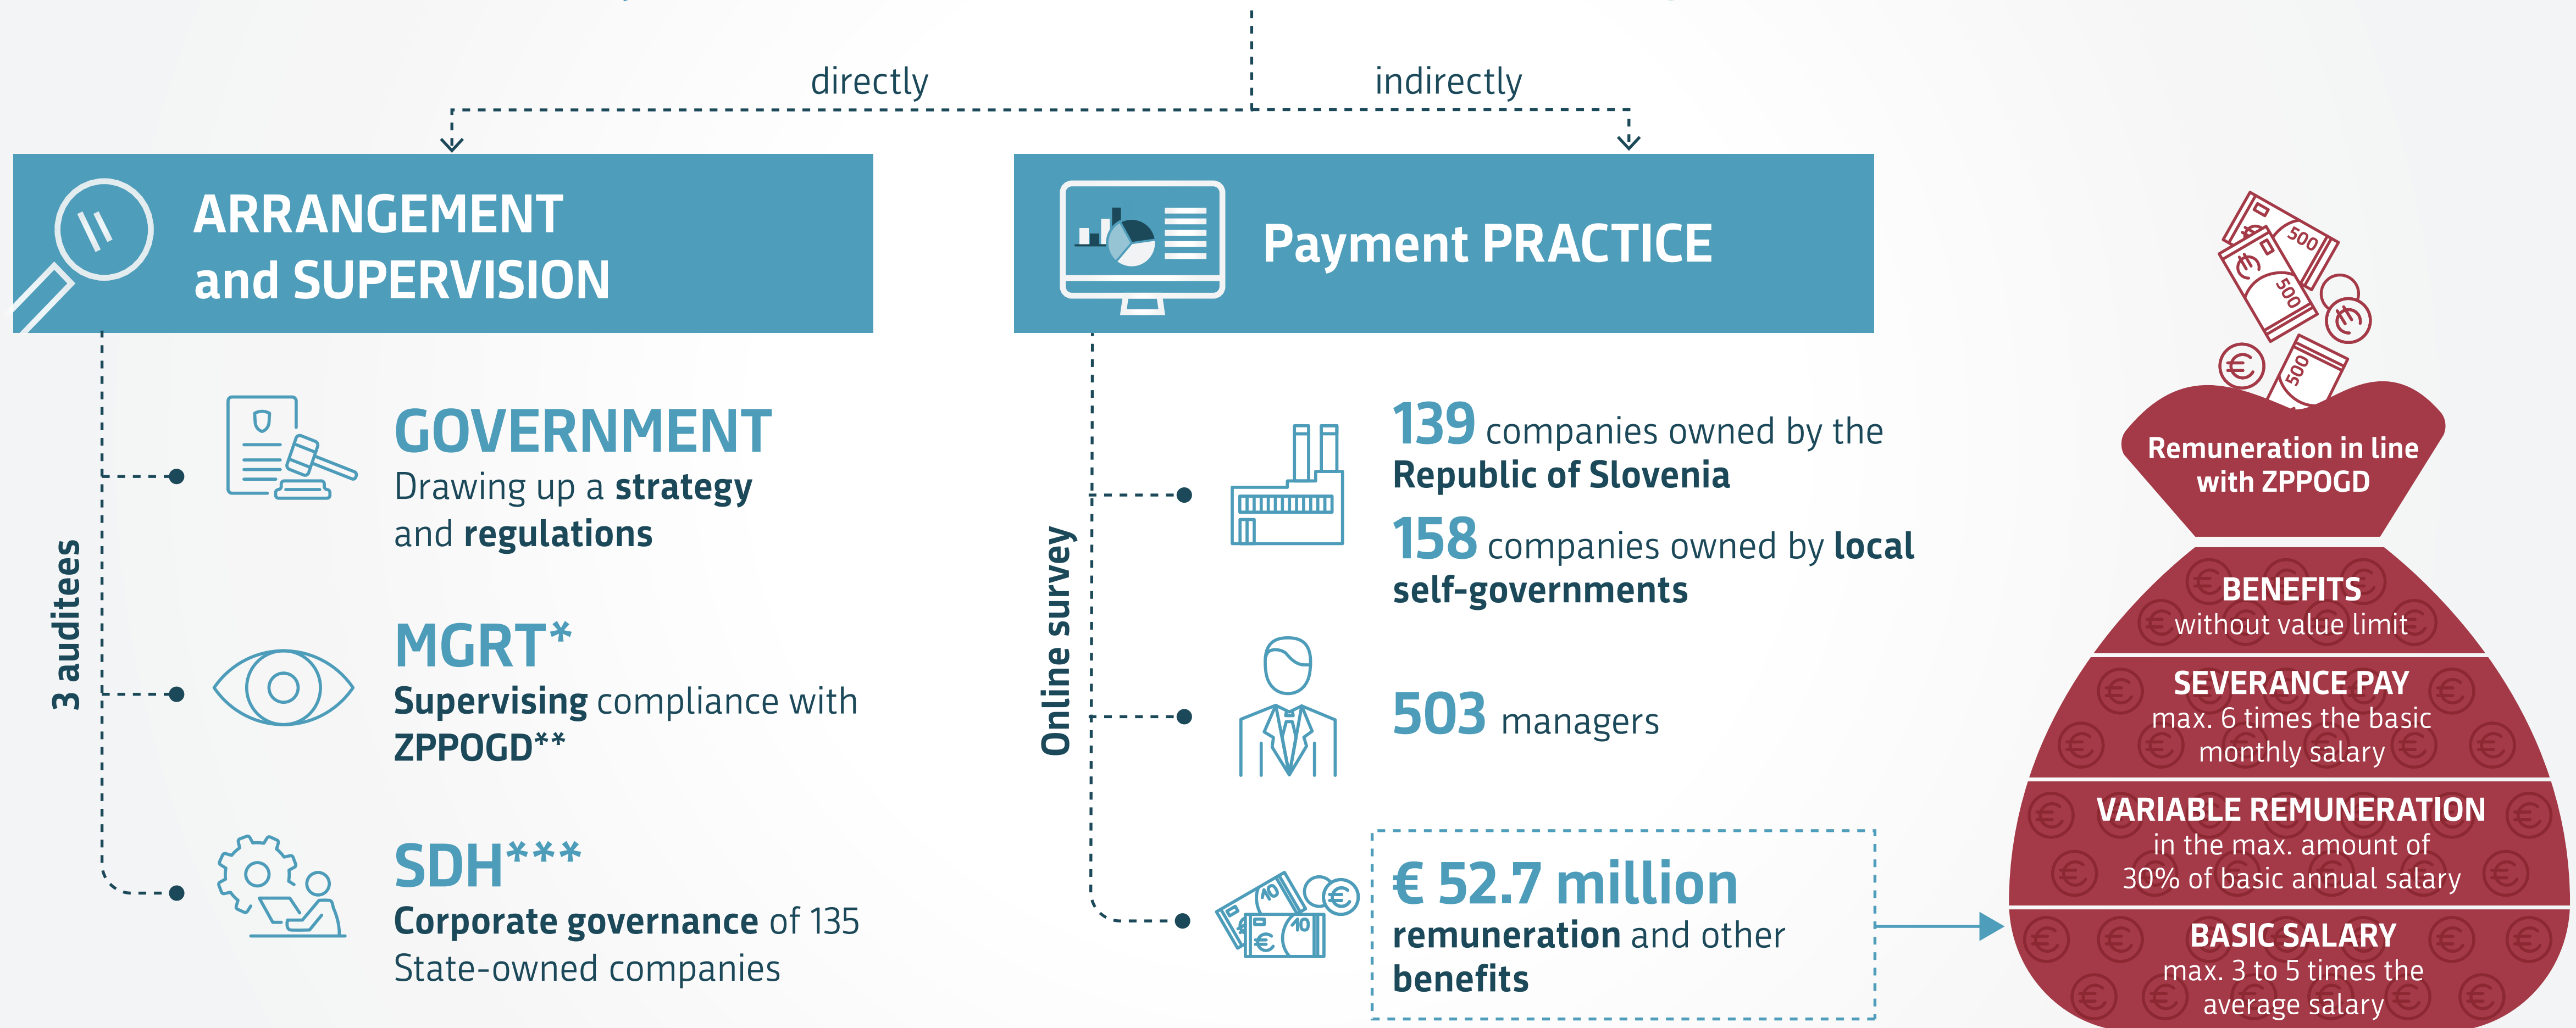 directly
indirectly
ARRANGEMENT
and SUPERVISION
3 auditees
GOVERNMENT
Drawing up a strategy
and regulations
MGRT*
Supervising compliance with
ZPPOGD**
SDH***
Corporate governance of 135
State-owned companies
Payment PRACTICE
Online survey
139 companies owned by the
Republic of Slovenia
158 companies owned by local
self-governments
503 managers
10
10
€
€
€ 52.7 million
remuneration and other
benefits
500
500
500
€
€
€
Remuneration in line
with ZPPOGD
BENEFITS
without value limit
SEVERANCE PAY
max. 6 times the basic
monthly salary
VARIABLE REMUNERATION
in the max. amount of
30% of basic annual salary
BASIC SALARY
max. 3 to 5 times the
average salary